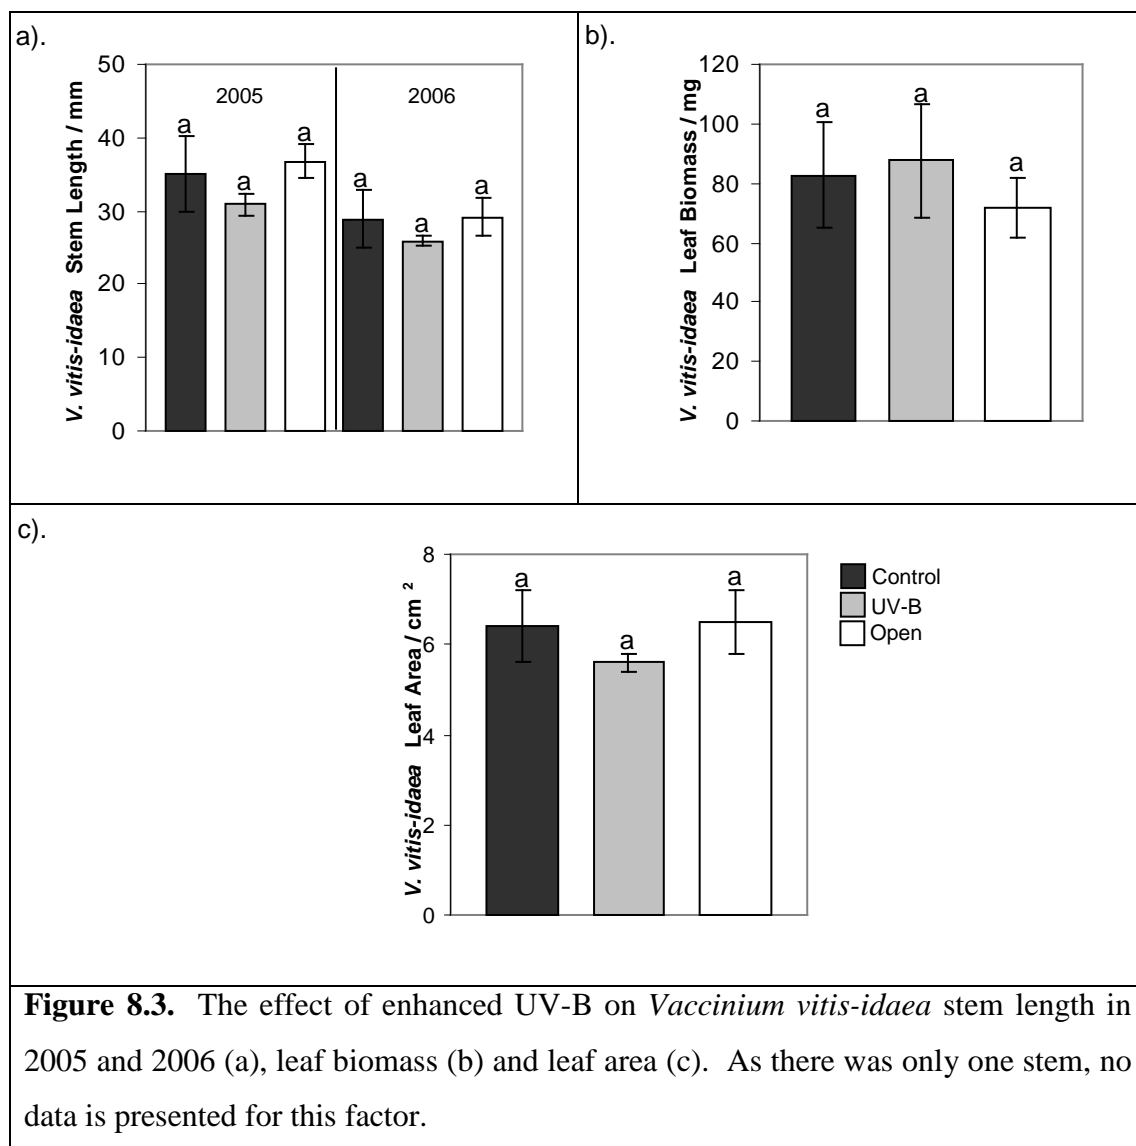 a).
V. vitis-idaea Stem Length / mm
50
40
30
20
10
0
2005
2006
a
a
a
a
a
a
b).
V. vitis-idaea Leaf Biomass / mg
120
100
80
60
40
20
0
a
a
a
c).
V. vitis-idaea Leaf Area / cm ²
8
6
4
2
0
a
a
a
Control
UV-B
Open
Figure 8.3. The effect of enhanced UV-B on Vaccinium vitis-idaea stem length in
2005 and 2006 (a), leaf biomass (b) and leaf area (c). As there was only one stem, no
data is presented for this factor.